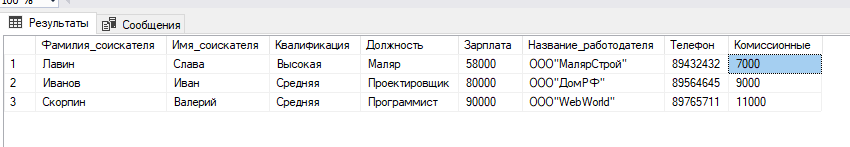 100 %
Результаты Сообщения
Фамилия_соискателя Имя_соискателя Квалификация Должность Зарплата Название_работодателя Телефон Комиссионные
1 Лавин Слава Высокая Маляр 58000 ООО"МалярСтрой" 89432432 7000
2 Иванов Иван Средняя Проектировщик 80000 ООО"ДомРФ" 89564645 9000
3 Скорпин Валерий Средняя Программист 90000 ООО"WebWorld" 89765711 11000